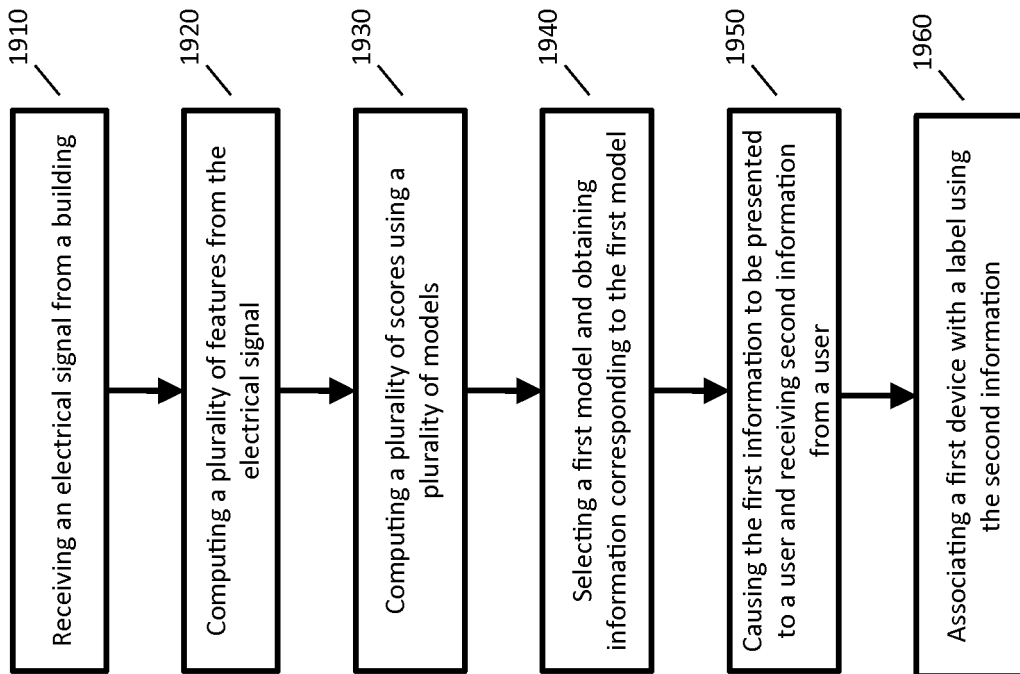 Receiving an electrical signal from a building
1910
Computing a plurality of features from the
electrical signal
1920
Computing a plurality of scores using a
plurality of models
1930
Selecting a first model and obtaining
information corresponding to the first model
1940
Causing the first information to be presented
to a user and receiving second information
from a user
1950
Associating a first device with a label using
the second information
1960